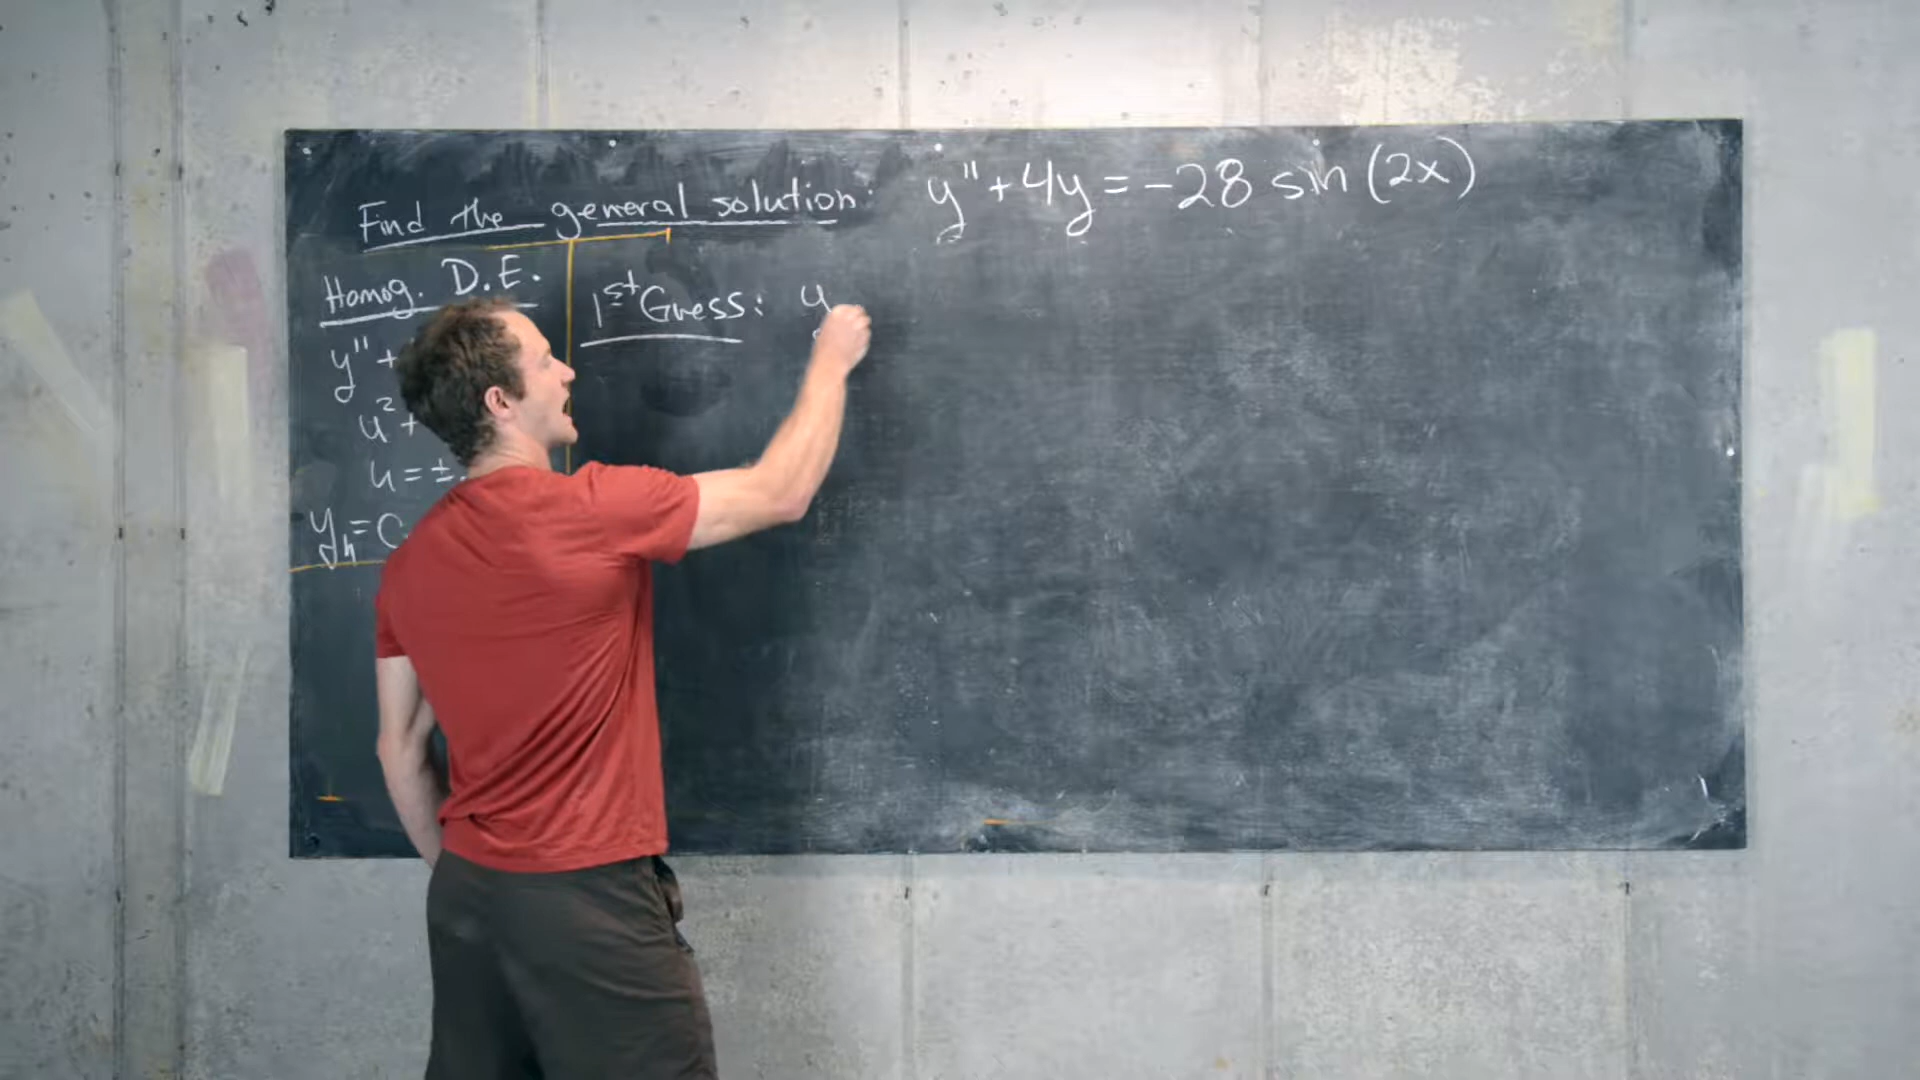 Find the general solution: y'' + 4y = -28 sin (2x)
Homog. D.E.
y'' +
u² +
u = ±
y_h = C
1st Guess: y